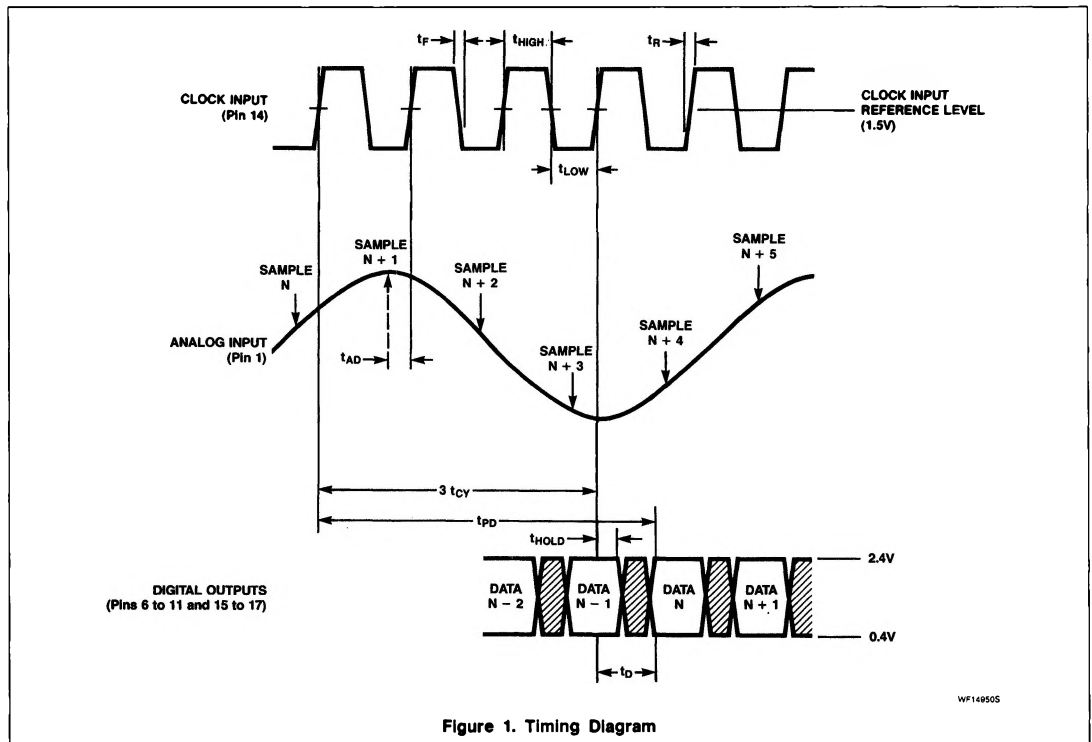 tF
tHIGH
tR
CLOCK INPUT
(Pin 14)
CLOCK INPUT
REFERENCE LEVEL
(1.5V)
tLOW
SAMPLE
N
SAMPLE
N + 1
SAMPLE
N + 2
SAMPLE
N + 3
SAMPLE
N + 4
SAMPLE
N + 5
ANALOG INPUT
(Pin 1)
tAD
3 tCY
tPD
tHOLD
DIGITAL OUTPUTS
(Pins 6 to 11 and 15 to 17)
DATA
N − 2
DATA
N − 1
DATA
N
DATA
N + 1
2.4V
0.4V
tD
WF14950S
Figure 1. Timing Diagram